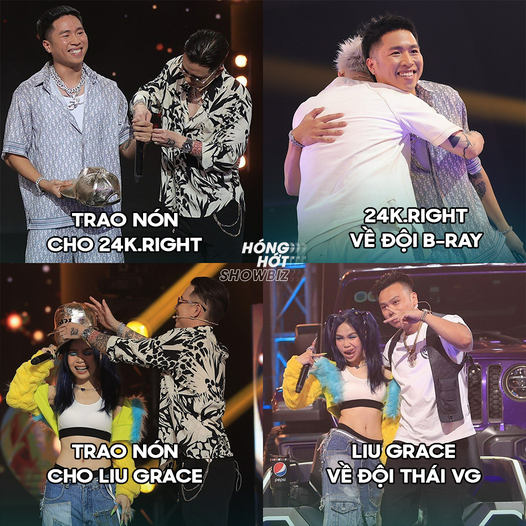 TRAO NÓN
CHO 24K.RIGHT
24K.RIGHT
VỀ ĐỘI B-RAY
HÓNG
HỚT
SHOWBIZ
TRAO NÓN
CHO LIU GRACE
LIU GRACE
VỀ ĐỘI THÁI VG
pepsi